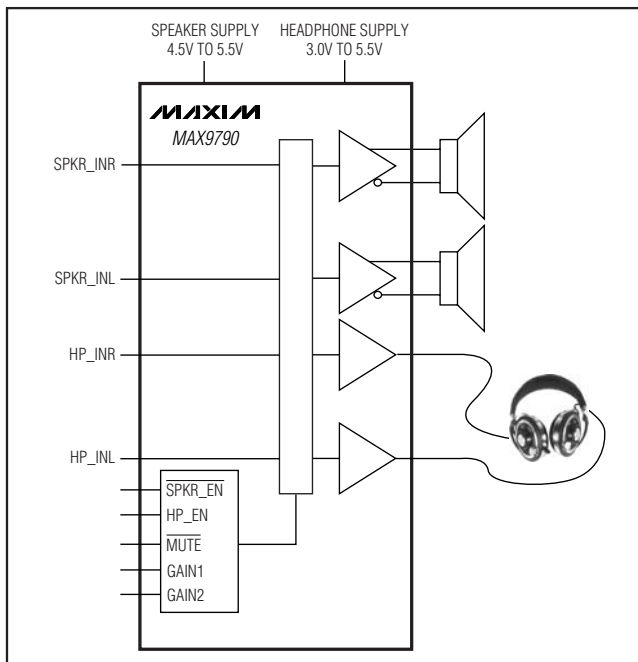 SPEAKER SUPPLY
4.5V TO 5.5V
HEADPHONE SUPPLY
3.0V TO 5.5V
MAXIM
MAX9790
SPKR_INR
SPKR_INL
HP_INR
HP_INL
SPKR_EN
HP_EN
MUTE
GAIN1
GAIN2